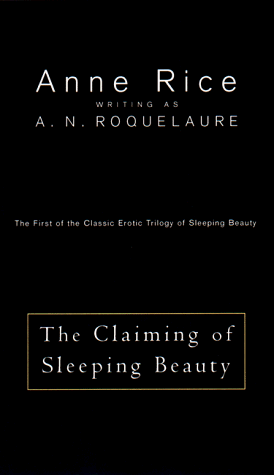 Anne Rice
WRITING AS
A. N. ROQUELAURE
The First of the Classic Erotic Trilogy of Sleeping Beauty
The Claiming of
Sleeping Beauty